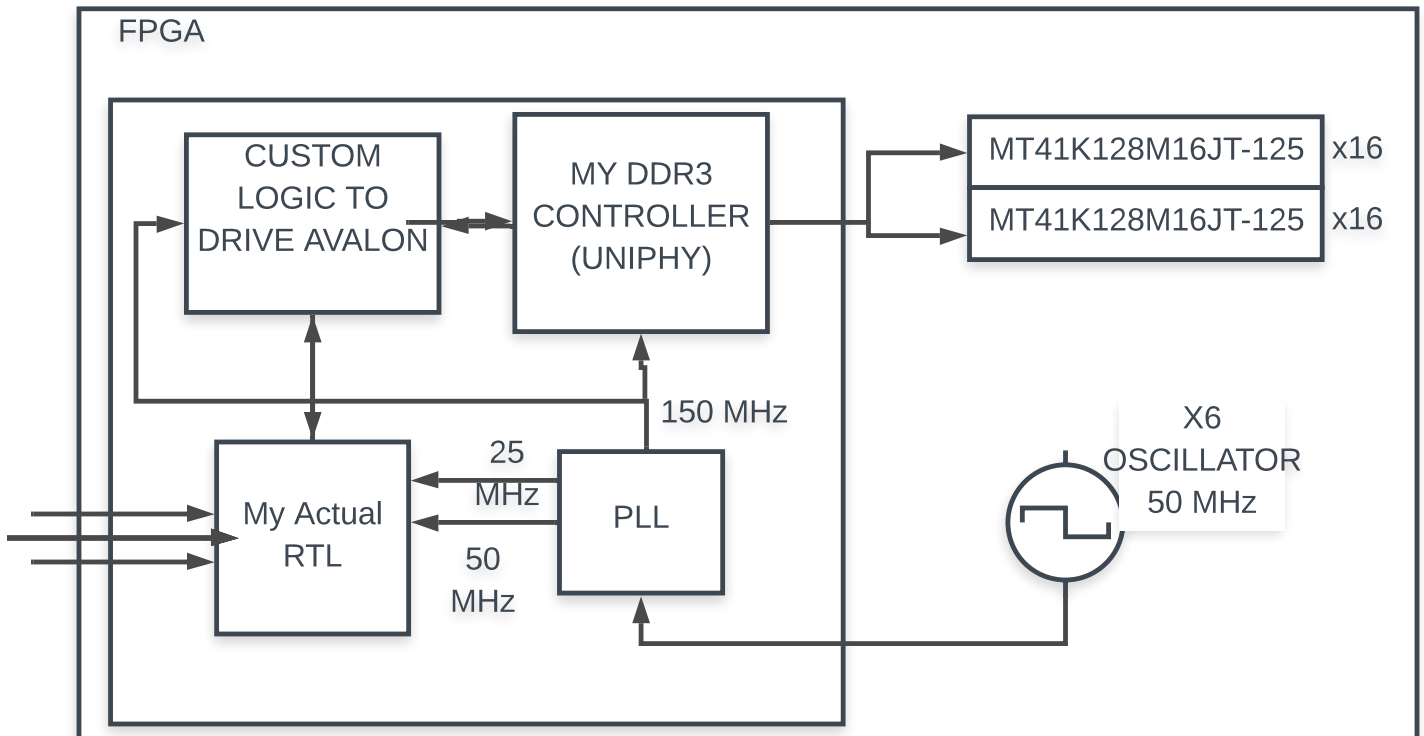 FPGA
CUSTOM
LOGIC TO
DRIVE AVALON
MY DDR3
CONTROLLER
(UNIPHY)
MT41K128M16JT-125 x16
MT41K128M16JT-125 x16
150 MHz
X6
OSCILLATOR
50 MHz
25
MHz
My Actual
RTL
PLL
50
MHz